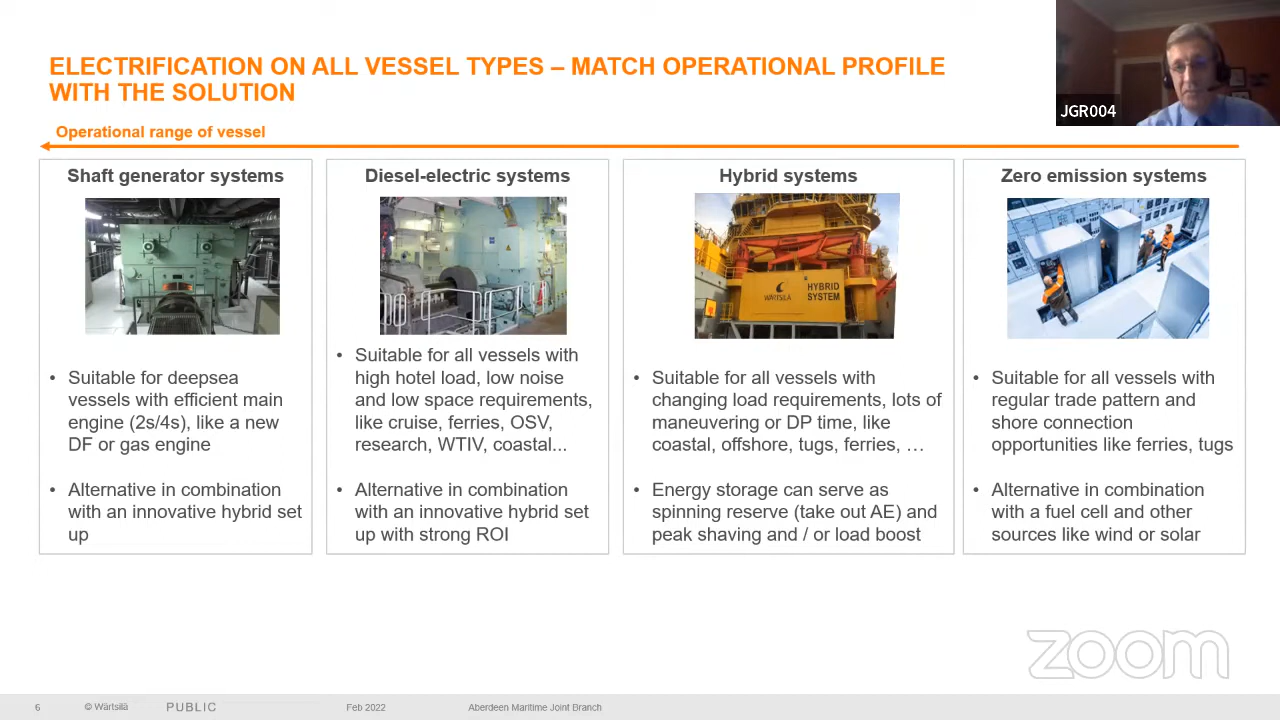 ELECTRIFICATION ON ALL VESSEL TYPES – MATCH OPERATIONAL PROFILE
WITH THE SOLUTION
JGR004
Operational range of vessel
Shaft generator systems
• Suitable for deepsea
vessels with efficient main
engine (2s/4s), like a new
DF or gas engine
• Alternative in combination
with an innovative hybrid set
up
Diesel-electric systems
• Suitable for all vessels with
high hotel load, low noise
and low space requirements,
like cruise, ferries, OSV,
research, WTIV, coastal...
• Alternative in combination
with an innovative hybrid set
up with strong ROI
Hybrid systems
WÄRTSILÄ
HYBRID
SYSTEM
• Suitable for all vessels with
changing load requirements, lots of
maneuvering or DP time, like
coastal, offshore, tugs, ferries, …
• Energy storage can serve as
spinning reserve (take out AE) and
peak shaving and / or load boost
Zero emission systems
• Suitable for all vessels with
regular trade pattern and
shore connection
opportunities like ferries, tugs
• Alternative in combination
with a fuel cell and other
sources like wind or solar
zoom
6 © Wärtsilä PUBLIC Feb 2022 Aberdeen Maritime Joint Branch